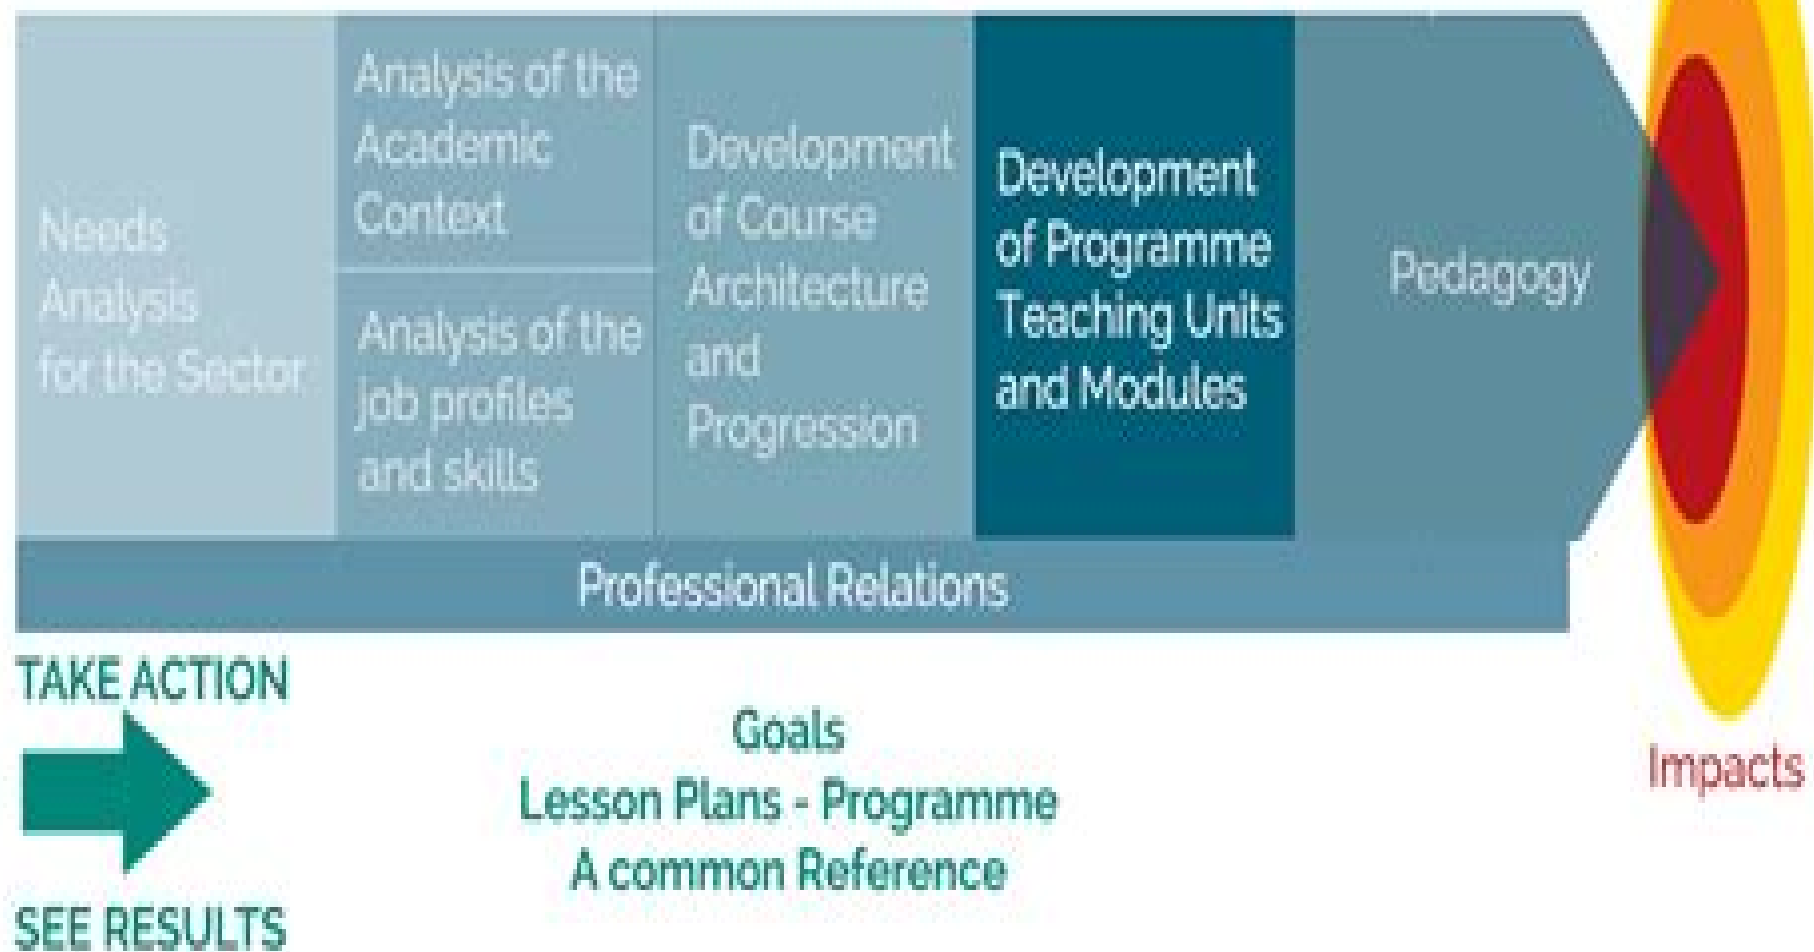 Needs
Analysis
for the Sector
Analysis of the
Academic
Context
Analysis of the
job profiles
and skills
Development
of Course
Architecture
and
Progression
Development
of Programme
Teaching Units
and Modules
Pedagogy
Professional Relations
TAKE ACTION
SEE RESULTS
Goals
Lesson Plans - Programme
A common Reference
Impacts